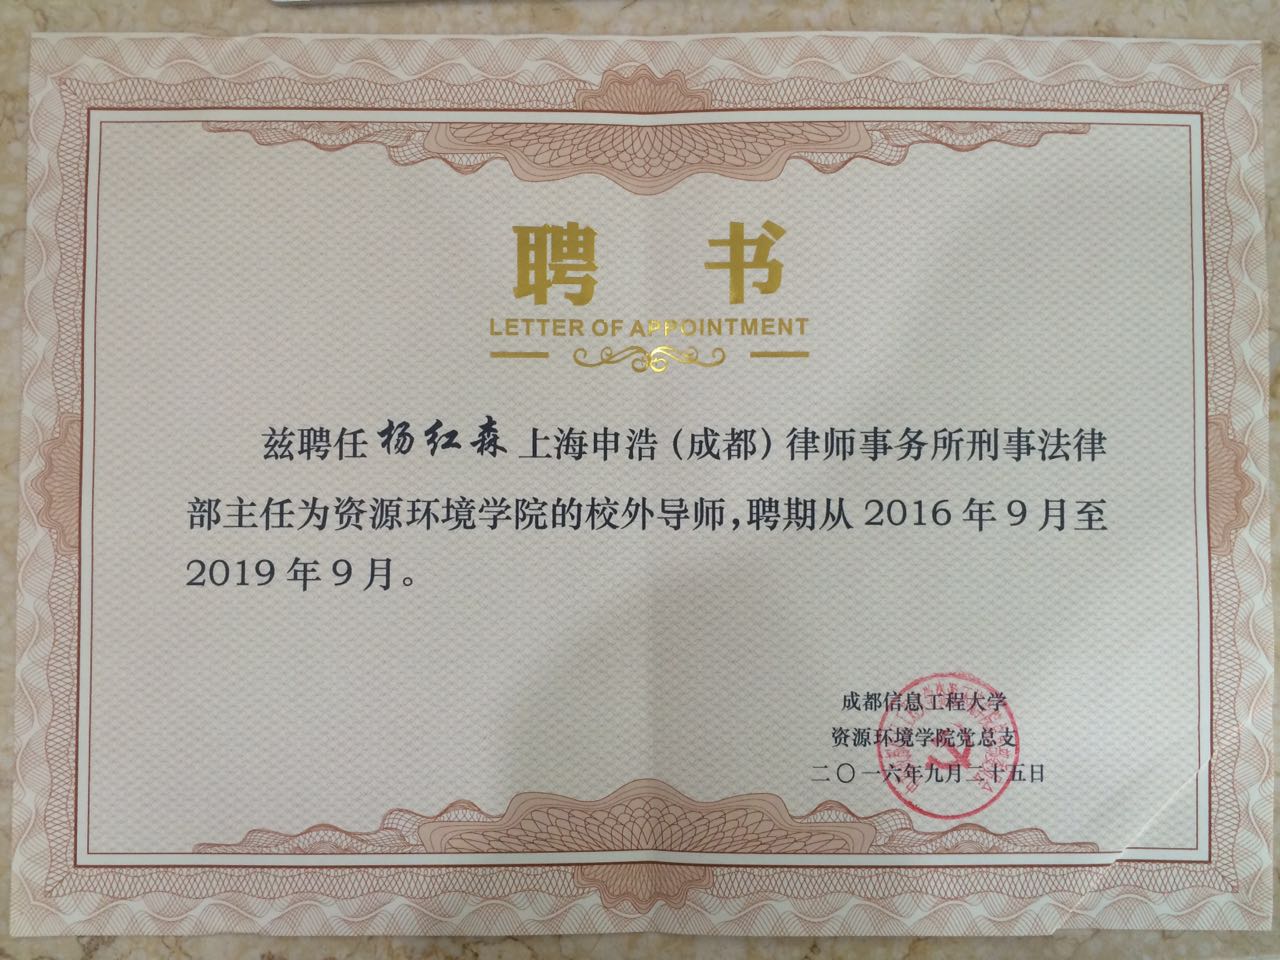 聘 书
LETTER OF APPOINTMENT
兹聘任杨红森上海申浩(成都)律师事务所刑事法律
部主任为资源环境学院的校外导师,聘期从2016年9月至
2019年9月。
成都信息工程大学
资源环境学院党总支
二〇一六年九月二十五日